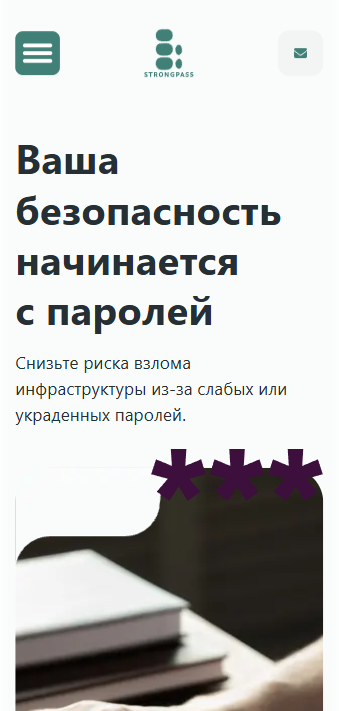 STRONGPASS
Ваша
безопасность
начинается
с паролей
Снизьте риска взлома
инфраструктуры из-за слабых или
украденных паролей.
***